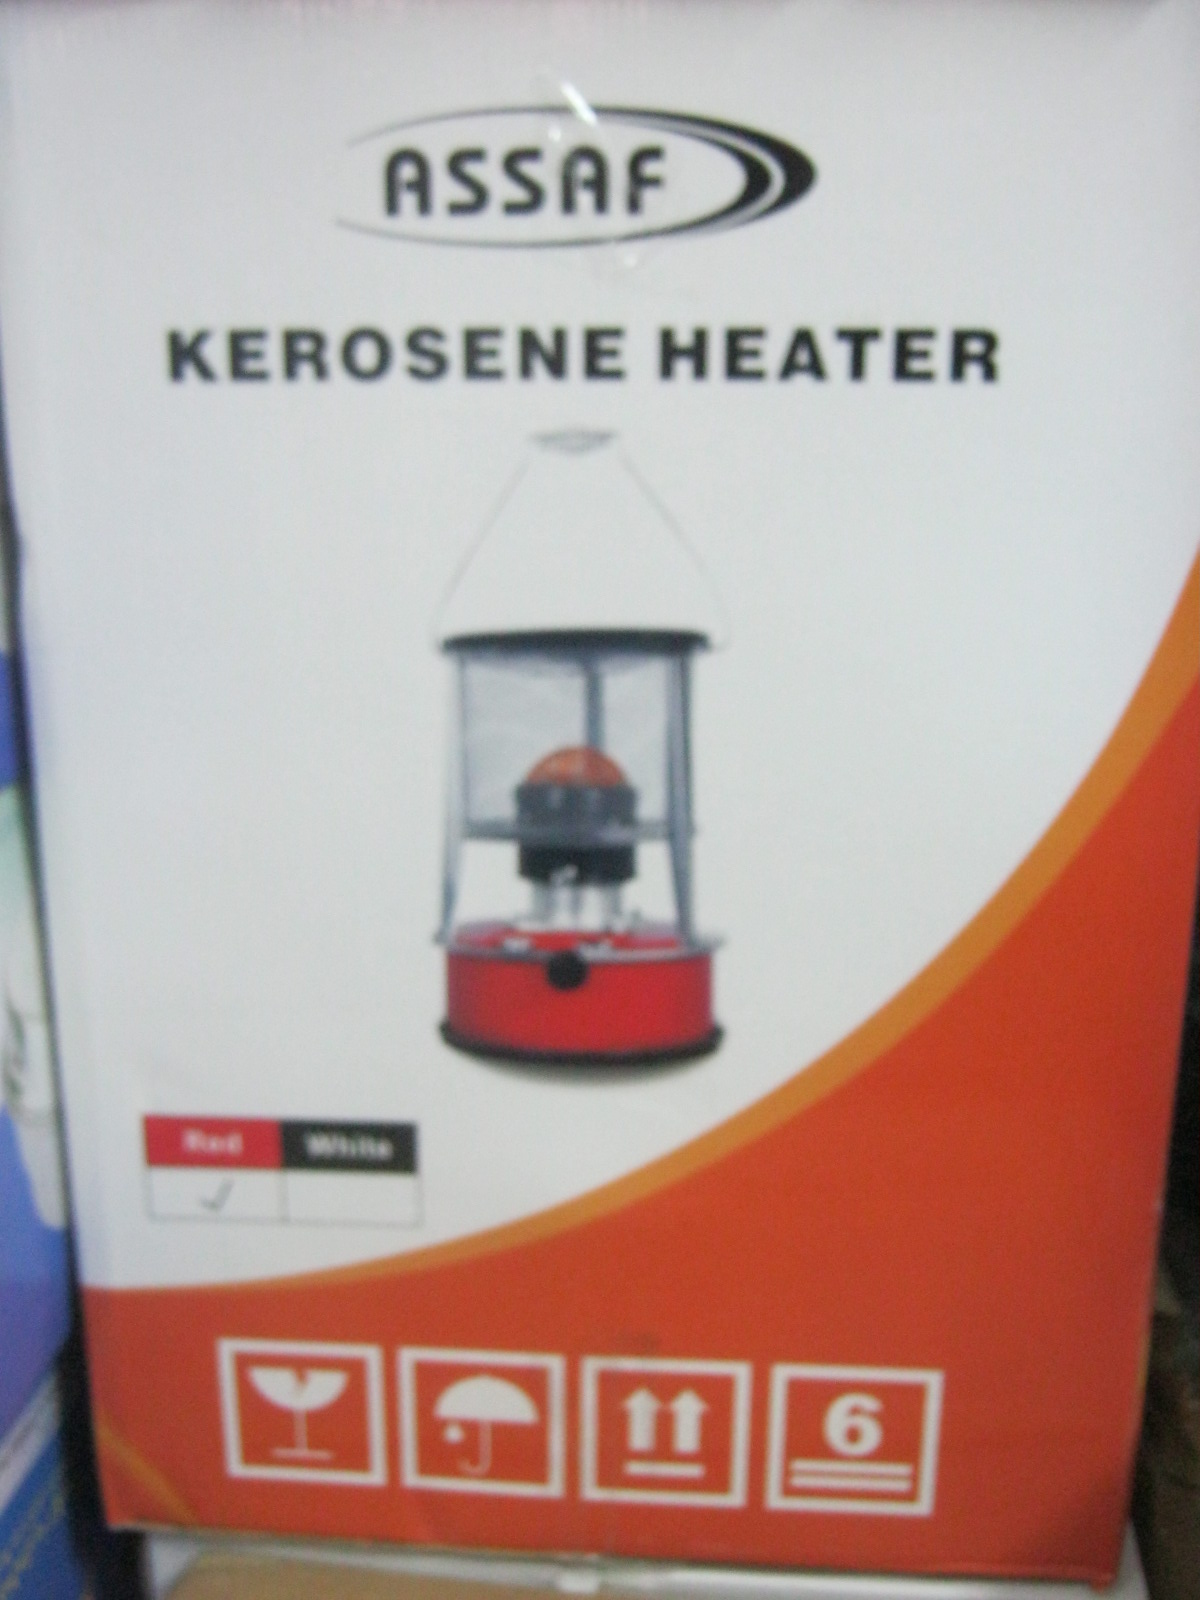 ASSAF
KEROSENE HEATER
Red White
6